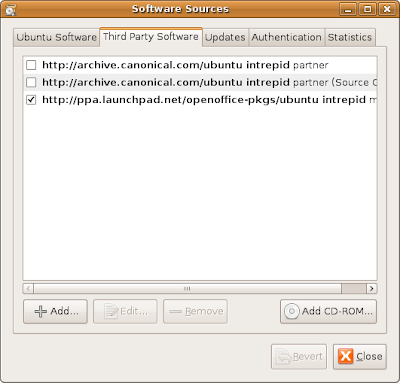 Software Sources
Ubuntu Software Third Party Software Updates Authentication Statistics
http://archive.canonical.com/ubuntu intrepid partner
http://archive.canonical.com/ubuntu intrepid partner (Source
http://ppa.launchpad.net/openoffice-pkgs/ubuntu intrepid
Add... Edit... Remove Add CD-ROM...
Revert Close